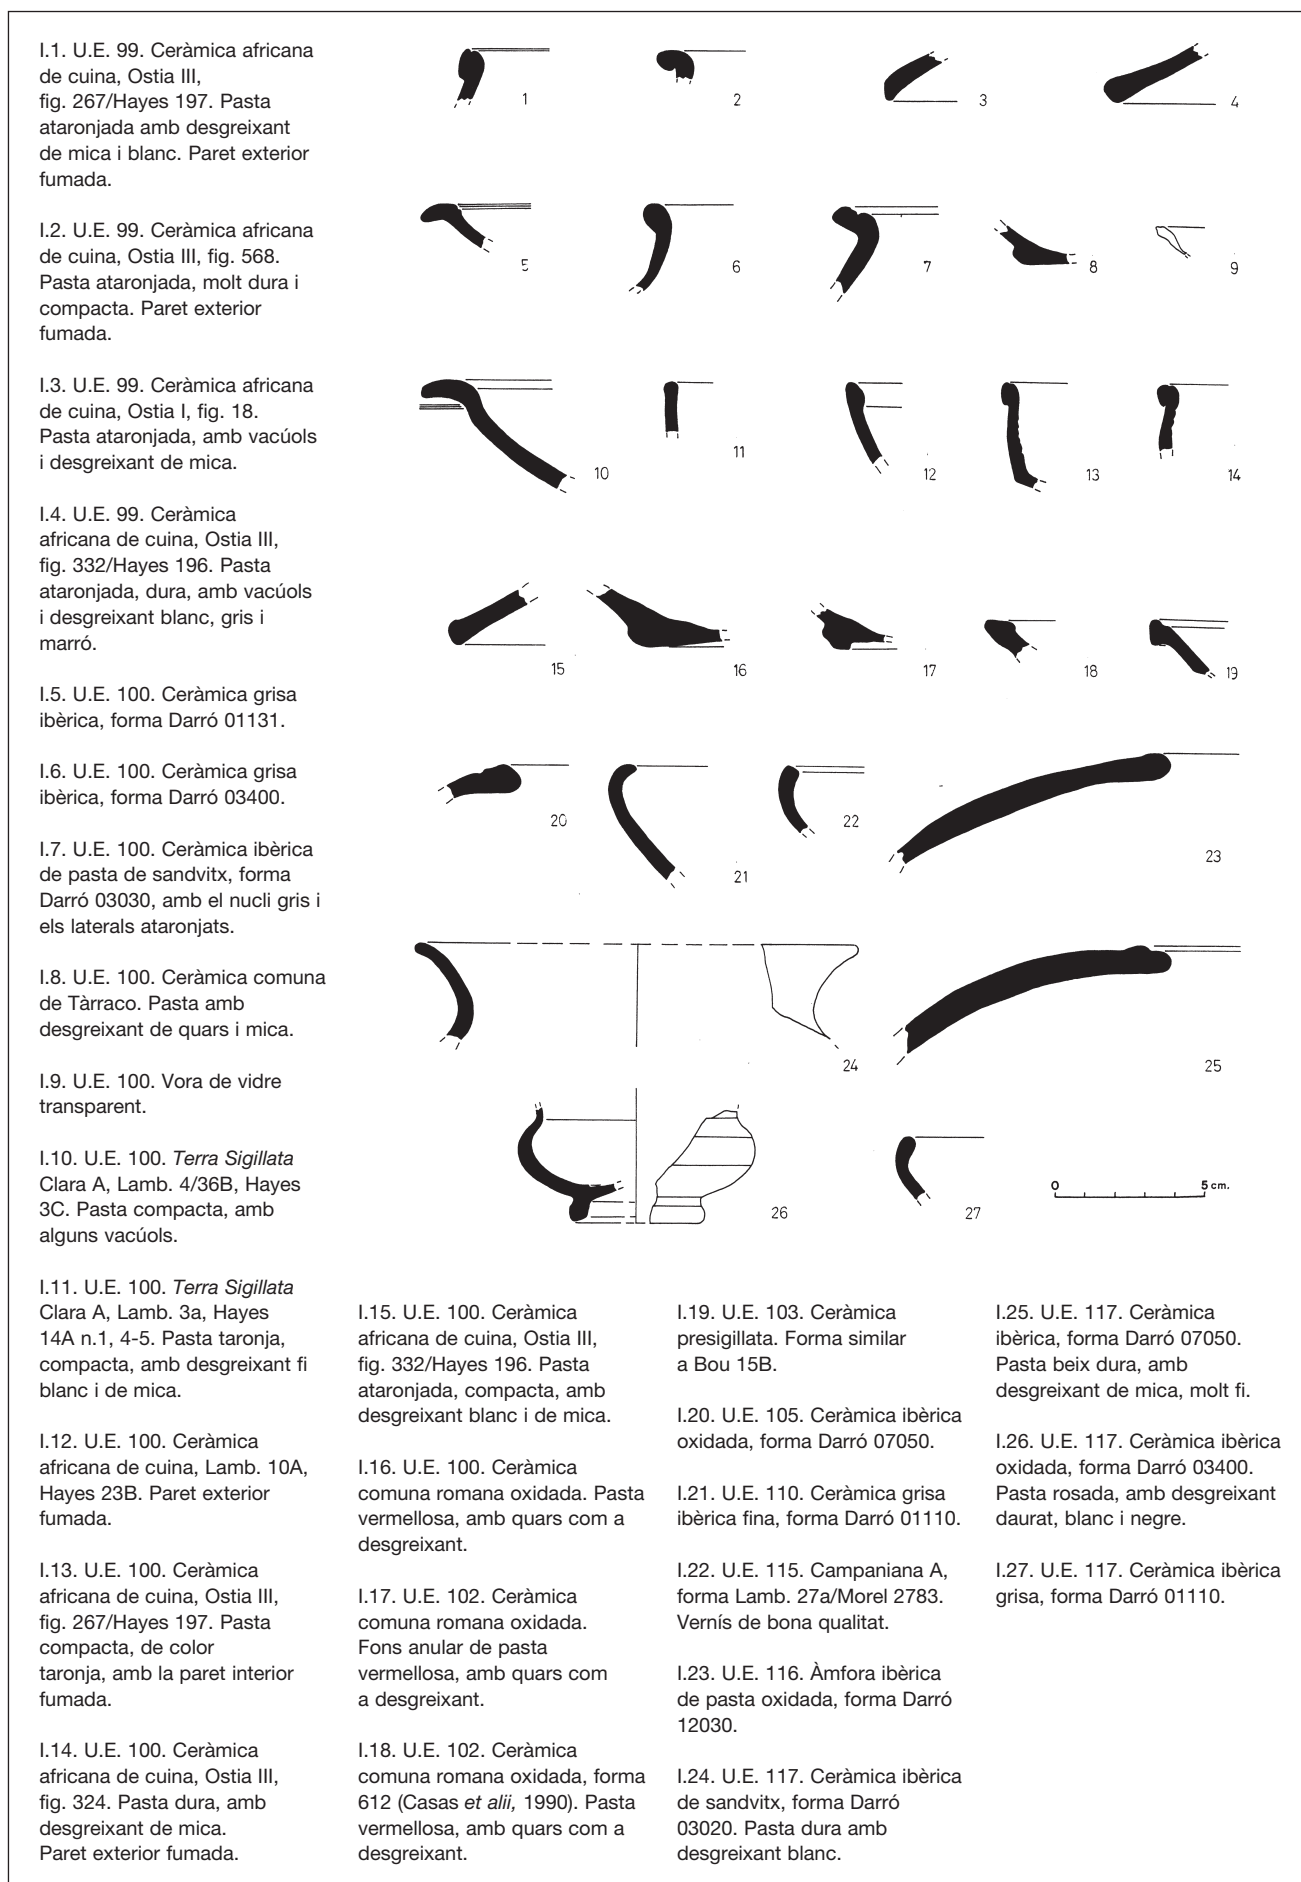 I.1. U.E. 99. Ceràmica africana
de cuina, Ostia III,
fig. 267/Hayes 197. Pasta
ataronjada amb desgreixant
de mica i blanc. Paret exterior
fumada.
I.2. U.E. 99. Ceràmica africana
de cuina, Ostia III, fig. 568.
Pasta ataronjada, molt dura i
compacta. Paret exterior
fumada.
I.3. U.E. 99. Ceràmica africana
de cuina, Ostia I, fig. 18.
Pasta ataronjada, amb vacúols
i desgreixant de mica.
I.4. U.E. 99. Ceràmica
africana de cuina, Ostia III,
fig. 332/Hayes 196. Pasta
ataronjada, dura, amb vacúols
i desgreixant blanc, gris i
marró.
I.5. U.E. 100. Ceràmica grisa
ibèrica, forma Darró 01131.
I.6. U.E. 100. Ceràmica grisa
ibèrica, forma Darró 03400.
I.7. U.E. 100. Ceràmica ibèrica
de pasta de sandvitx, forma
Darró 03030, amb el nucli gris i
els laterals ataronjats.
I.8. U.E. 100. Ceràmica comuna
de Tàrraco. Pasta amb
desgreixant de quars i mica.
I.9. U.E. 100. Vora de vidre
transparent.
I.10. U.E. 100. Terra Sigillata
Clara A, Lamb. 4/36B, Hayes
3C. Pasta compacta, amb
alguns vacúols.
I.11. U.E. 100. Terra Sigillata
Clara A, Lamb. 3a, Hayes
14A n.1, 4-5. Pasta taronja,
compacta, amb desgreixant fi
blanc i de mica.
I.12. U.E. 100. Ceràmica
africana de cuina, Lamb. 10A,
Hayes 23B. Paret exterior
fumada.
I.13. U.E. 100. Ceràmica
africana de cuina, Ostia III,
fig. 267/Hayes 197. Pasta
compacta, de color
taronja, amb la paret interior
fumada.
I.14. U.E. 100. Ceràmica
africana de cuina, Ostia III,
fig. 324. Pasta dura, amb
desgreixant de mica.
Paret exterior fumada.
1 2 3 4
5 6 7 8 9
10 11 12 13 14
15 16 17 18 19
20 21 22 23
24 25
26 27
0 5 cm.
I.15. U.E. 100. Ceràmica
africana de cuina, Ostia III,
fig. 332/Hayes 196. Pasta
ataronjada, compacta, amb
desgreixant blanc i de mica.
I.16. U.E. 100. Ceràmica
comuna romana oxidada. Pasta
vermellosa, amb quars com a
desgreixant.
I.17. U.E. 102. Ceràmica
comuna romana oxidada.
Fons anular de pasta
vermellosa, amb quars com
a desgreixant.
I.18. U.E. 102. Ceràmica
comuna romana oxidada, forma
612 (Casas et alii, 1990). Pasta
vermellosa, amb quars com a
desgreixant.
I.19. U.E. 103. Ceràmica
presigillata. Forma similar
a Bou 15B.
I.20. U.E. 105. Ceràmica ibèrica
oxidada, forma Darró 07050.
I.21. U.E. 110. Ceràmica grisa
ibèrica fina, forma Darró 01110.
I.22. U.E. 115. Campaniana A,
forma Lamb. 27a/Morel 2783.
Vernís de bona qualitat.
I.23. U.E. 116. Àmfora ibèrica
de pasta oxidada, forma Darró
12030.
I.24. U.E. 117. Ceràmica ibèrica
de sandvitx, forma Darró
03020. Pasta dura amb
desgreixant blanc.
I.25. U.E. 117. Ceràmica
ibèrica, forma Darró 07050.
Pasta beix dura, amb
desgreixant de mica, molt fi.
I.26. U.E. 117. Ceràmica ibèrica
oxidada, forma Darró 03400.
Pasta rosada, amb desgreixant
daurat, blanc i negre.
I.27. U.E. 117. Ceràmica ibèrica
grisa, forma Darró 01110.